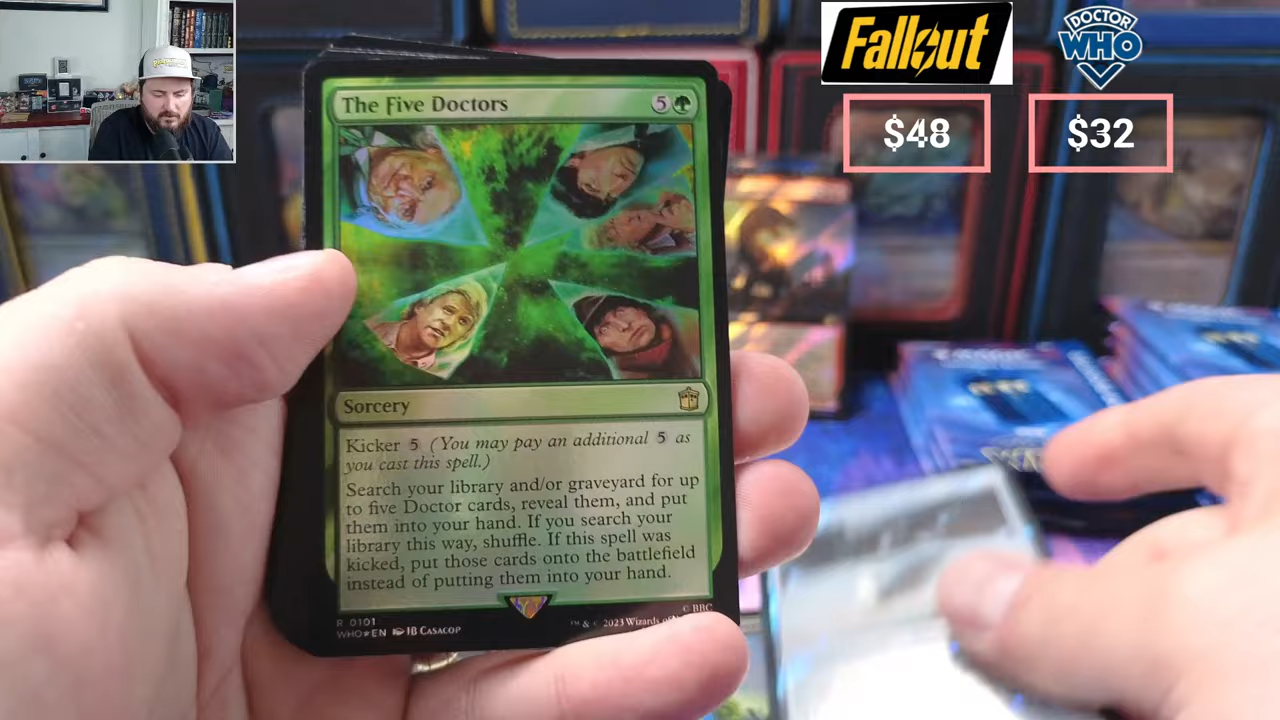 Fallout
DOCTOR
WHO
$48
$32
The Five Doctors
5
Sorcery
Kicker 5 (You may pay an additional 5 as
you cast this spell.)
Search your library and/or graveyard for up
to five Doctor cards, reveal them, and put
them into your hand. If you search your
library this way, shuffle. If this spell was
kicked, put those cards onto the battlefield
instead of putting them into your hand.
R 0101
WHO★EN JB CASACOP
© BBC
™ & © 2023 Wizards of